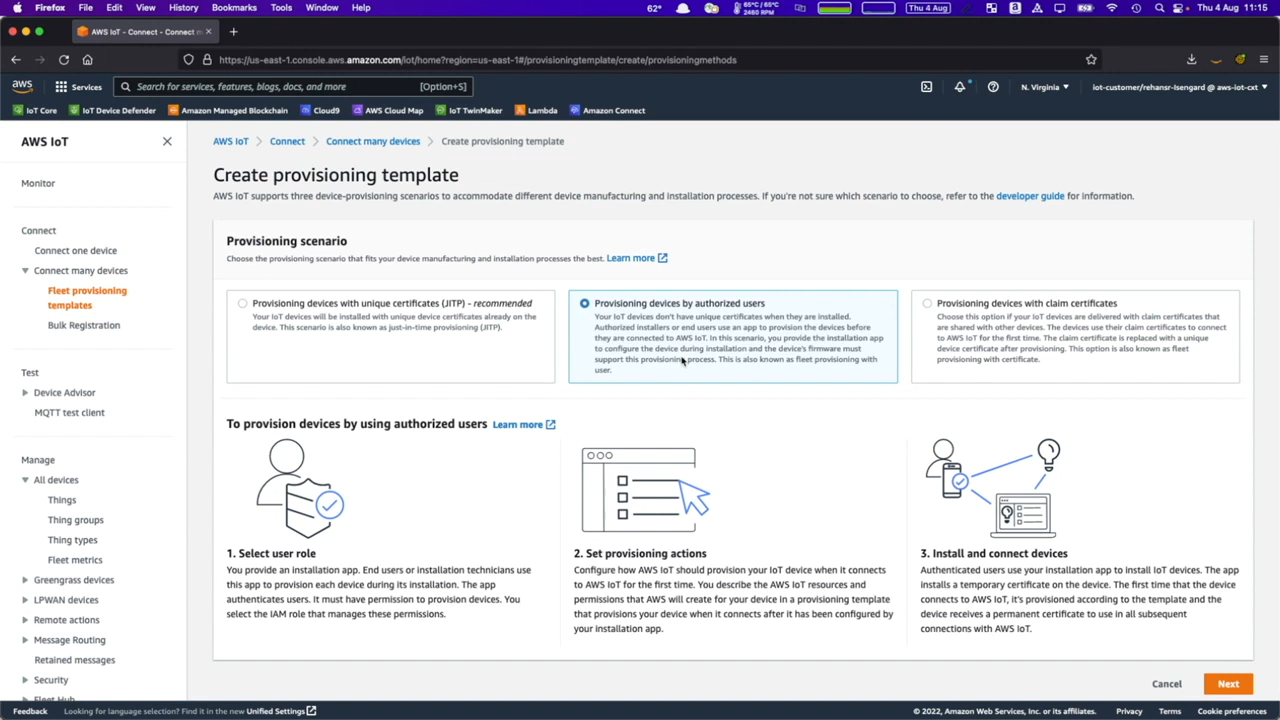 Firefox File Edit View History Bookmarks Tools Window Help 62° 65°C/65°C 2460 RPM Thu 4 Aug Thu 4 Aug 11:15
AWS IoT - Connect - Connect m
https://us-east-1.console.aws.amazon.com/iot/home?region=us-east-1#/provisioningtemplate/create/provisioningmethods
aws Services Search for services, features, blogs, docs, and more [Option+S] N. Virginia iot-customer/rehansr-Isengard @ aws-iot-cxt
IoT Core IoT Device Defender Amazon Managed Blockchain Cloud9 AWS Cloud Map IoT TwinMaker Lambda Amazon Connect
AWS IoT
Monitor
Connect
Connect one device
Connect many devices
Fleet provisioning
templates
Bulk Registration
Test
Device Advisor
MQTT test client
Manage
All devices
Things
Thing groups
Thing types
Fleet metrics
Greengrass devices
LPWAN devices
Remote actions
Message Routing
Retained messages
Security
Fleet Hub
AWS IoT Connect Connect many devices Create provisioning template
Create provisioning template
AWS IoT supports three device-provisioning scenarios to accommodate different device manufacturing and installation processes. If you're not sure which scenario to choose, refer to the developer guide for information.
Provisioning scenario
Choose the provisioning scenario that fits your device manufacturing and installation processes the best. Learn more
Provisioning devices with unique certificates (JITP) - recommended
Your IoT devices will be installed with unique device certificates already on the
device. This scenario is also known as just-in-time provisioning (JITP).
Provisioning devices by authorized users
Your IoT devices don't have unique certificates when they are installed.
Authorized installers or end users use an app to provision the devices before
they are connected to AWS IoT. In this scenario, you provide the installation app
to configure the device during installation and the device's firmware must
support this provisioning process. This is also known as fleet provisioning with
user.
Provisioning devices with claim certificates
Choose this option if your IoT devices are delivered with claim certificates that
are shared with other devices. The devices use their claim certificates to connect
to AWS IoT for the first time. The claim certificate is replaced with a unique
device certificate after provisioning. This option is also known as fleet
provisioning with certificate.
To provision devices by using authorized users Learn more
1. Select user role
You provide an installation app. End users or installation technicians use
this app to provision each device during its installation. The app
authenticates users. It must have permission to provision devices. You
select the IAM role that manages these permissions.
2. Set provisioning actions
Configure how AWS IoT should provision your IoT device when it connects
to AWS IoT for the first time. You describe the AWS IoT resources and
permissions that AWS will create for your device in a provisioning template
that provisions your device when it connects after it has been configured by
your installation app.
3. Install and connect devices
Authenticated users use your installation app to install IoT devices. The app
installs a temporary certificate on the device. The first time that the device
connects to AWS IoT, it's provisioned according to the template and the
device receives a permanent certificate to use in all subsequent
connections with AWS IoT.
Cancel Next
Feedback Looking for language selection? Find it in the new Unified Settings © 2022, Amazon Web Services, Inc. or its affiliates. Privacy Terms Cookie preferences